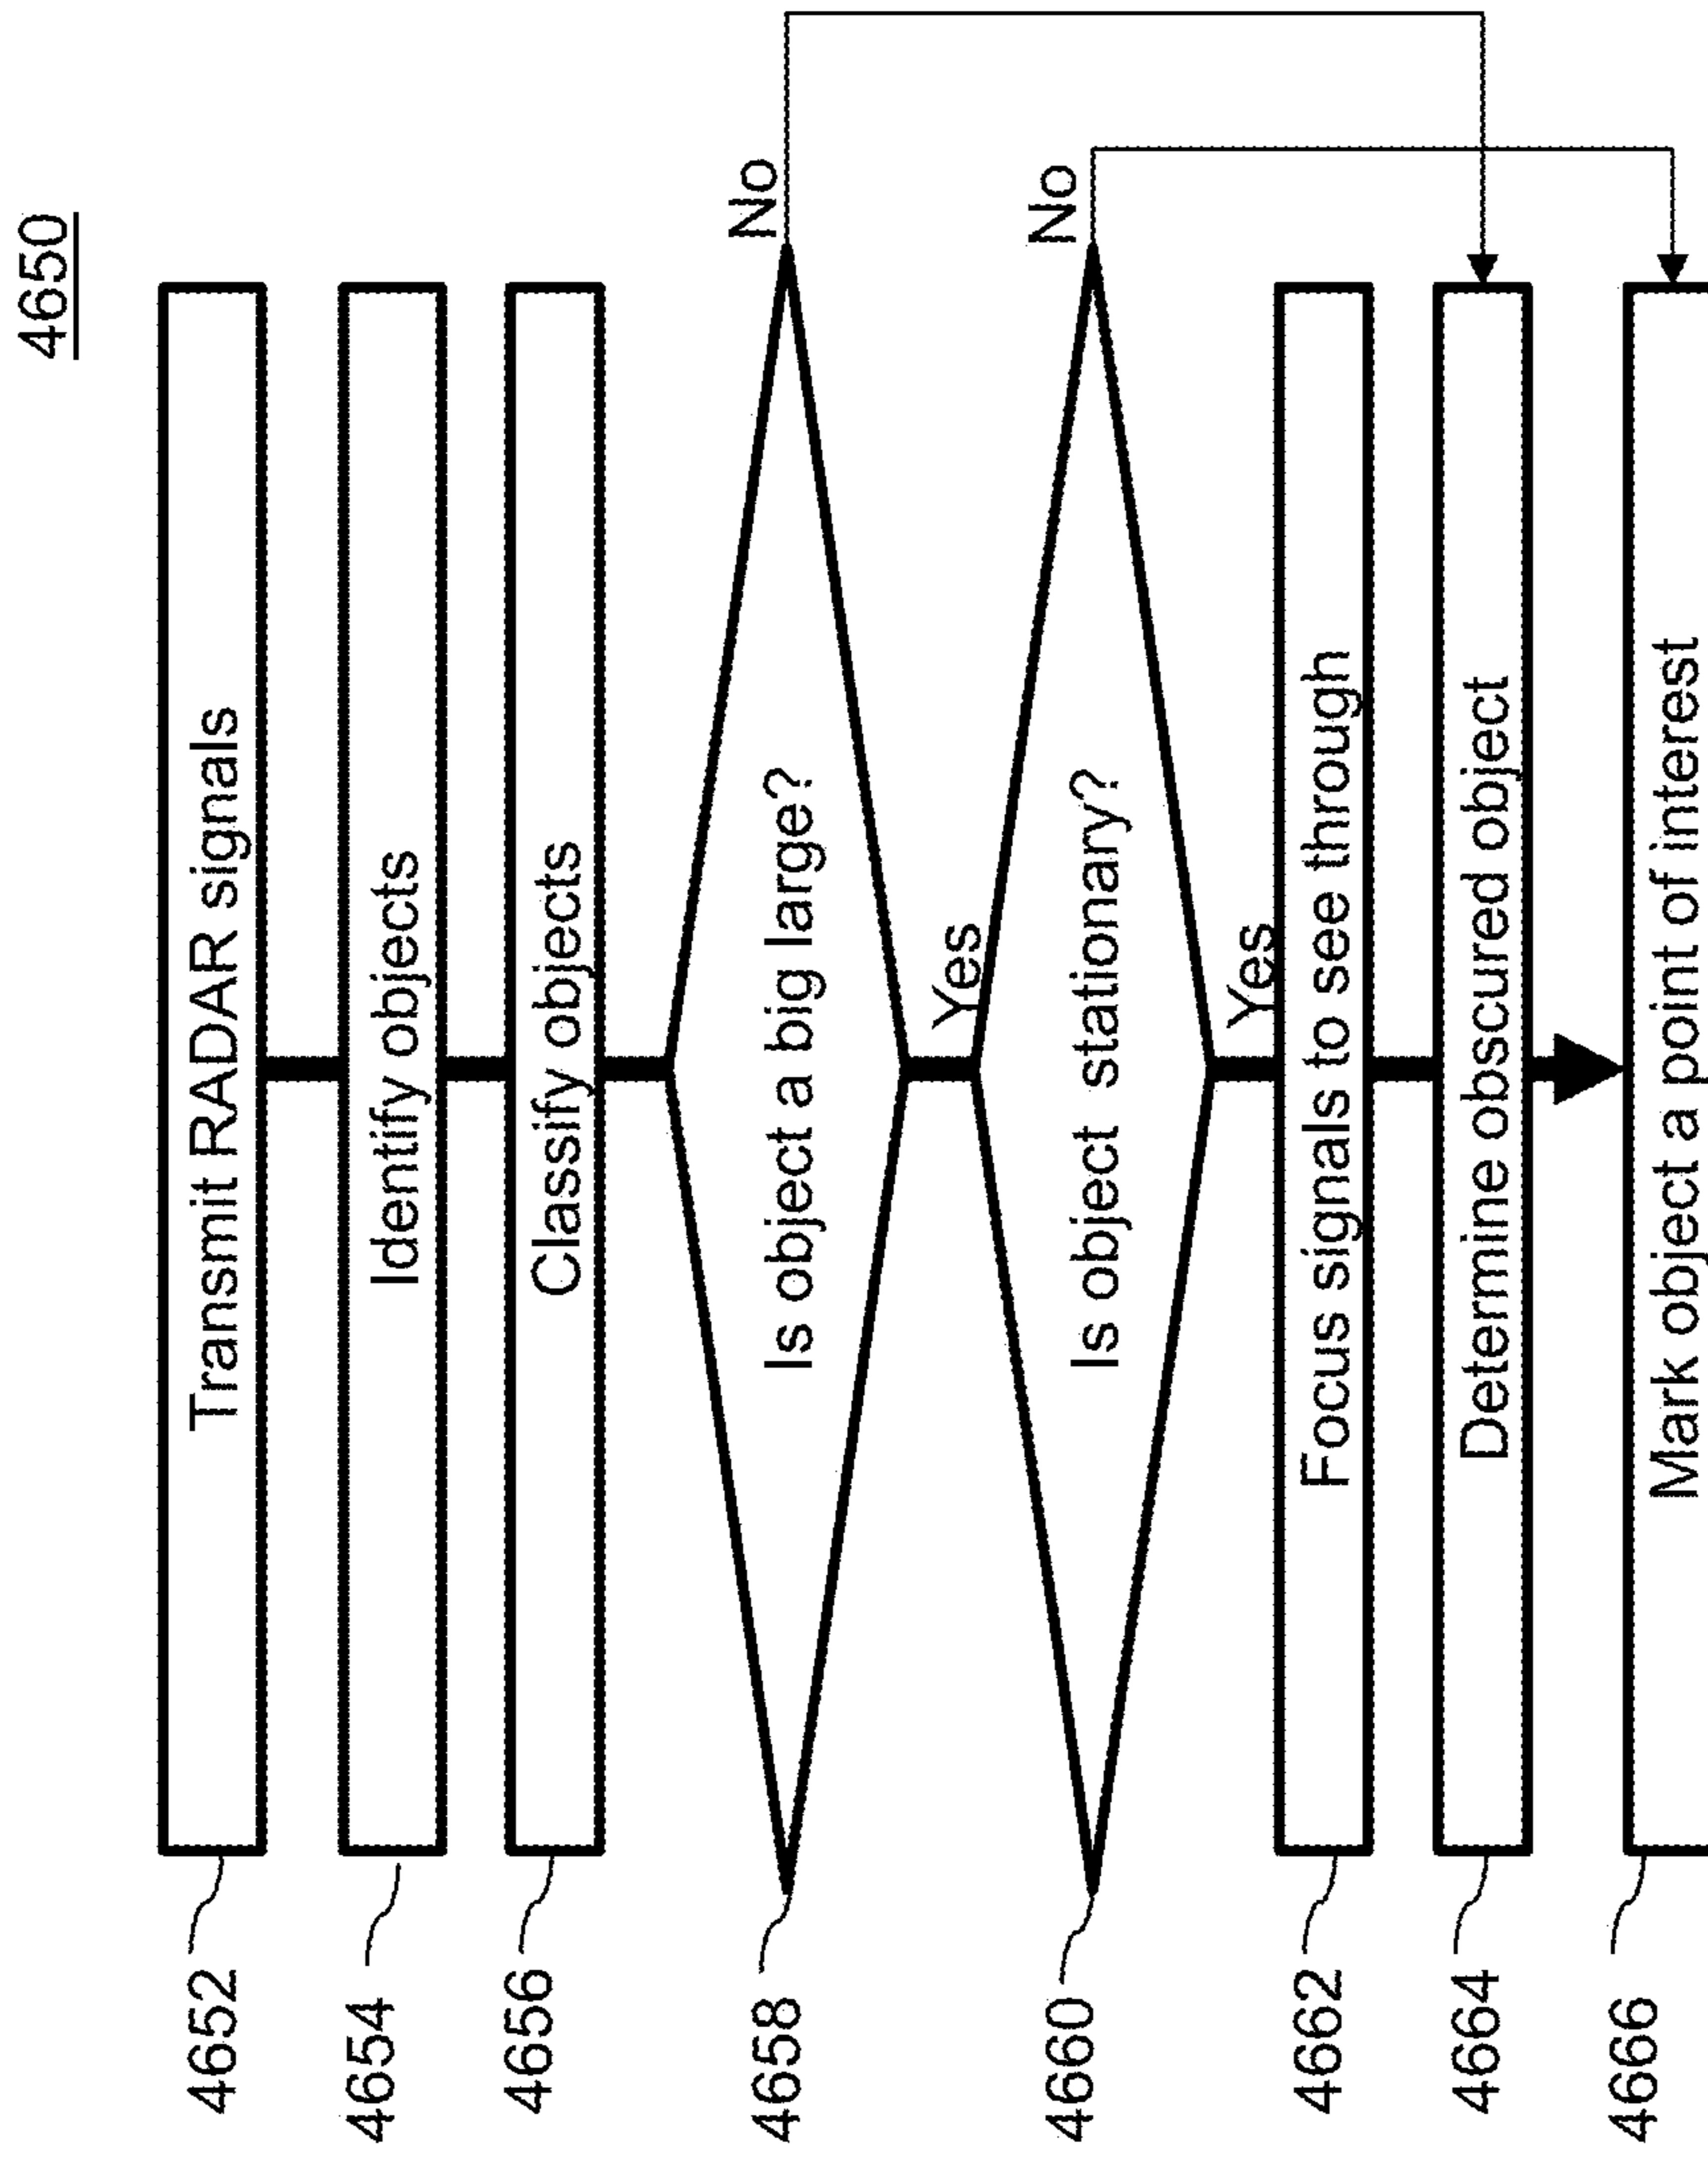 4650
4652
Transmit RADAR signals
4654
Identify objects
4656
Classify objects
4658
Is object a big large?
No
Yes
4660
Is object stationary?
No
Yes
4662
Focus signals to see through
4664
Determine obscured object
4666
Mark object a point of interest